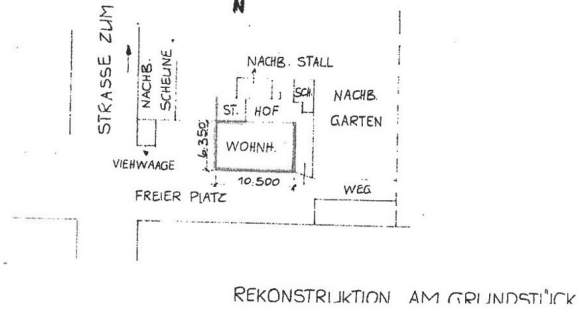 N
STRASSE ZUM
NACHB.
SCHEUNE.
NACHB. STALL
SCH.
NACHB.
GARTEN
ST.
HOF
WOHNH.
6.350
10.500
VIEHWAAGE
FREIER PLATZ
WEG
REKONSTRUKTION AM GRUNDSTÜCK